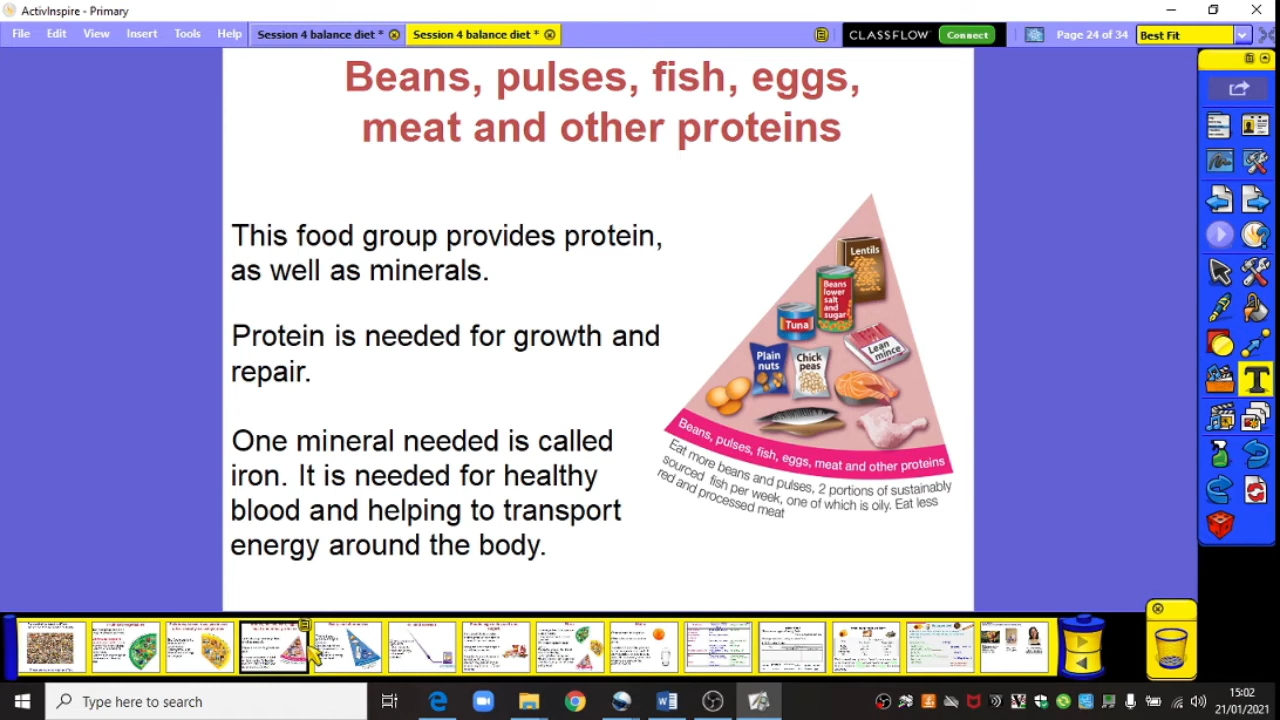 ActivInspire - Primary
File Edit View Insert Tools Help
Session 4 balance diet *
Session 4 balance diet *
CLASSFLOW Connect
Page 24 of 34
Best Fit
Beans, pulses, fish, eggs,
meat and other proteins
This food group provides protein,
as well as minerals.
Protein is needed for growth and
repair.
One mineral needed is called
iron. It is needed for healthy
blood and helping to transport
energy around the body.
Lentils
Beans
lower
salt
and
sugar
Tuna
Lean
mince
Plain
nuts
Chick
peas
Beans, pulses, fish, eggs, meat and other proteins
Eat more beans and pulses, 2 portions of sustainably
sourced fish per week, one of which is oily. Eat less
red and processed meat
Type here to search
15:02
21/01/2021